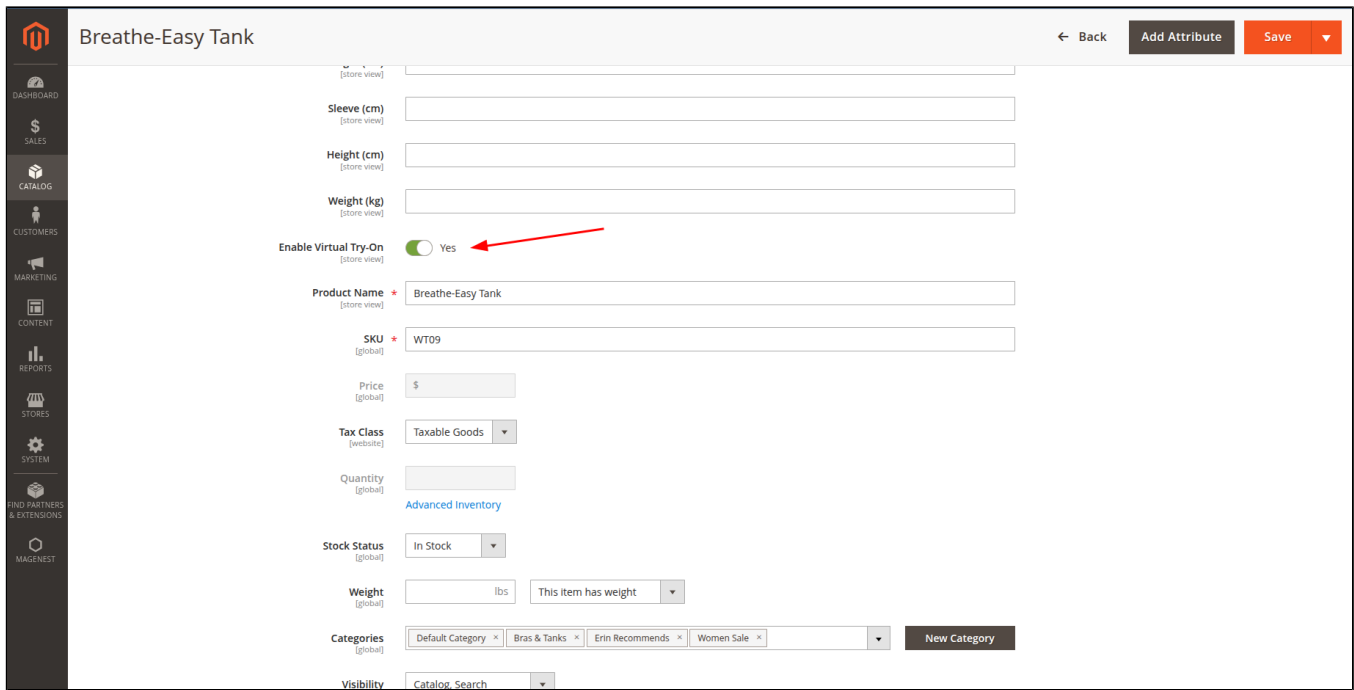 Breathe-Easy Tank
← Back
Add Attribute
Save
DASHBOARD
SALES
CATALOG
CUSTOMERS
MARKETING
CONTENT
REPORTS
STORES
SYSTEM
FIND PARTNERS
& EXTENSIONS
MAGENEST
[store view]
Sleeve (cm)
[store view]
Height (cm)
[store view]
Weight (kg)
[store view]
Enable Virtual Try-On Yes
[store view]
Product Name * Breathe-Easy Tank
[store view]
SKU * WT09
[global]
Price $
[global]
Tax Class Taxable Goods
[website]
Quantity
[global]
Advanced Inventory
Stock Status In Stock
[global]
Weight lbs This item has weight
[global]
Categories Default Category × Bras & Tanks × Erin Recommends × Women Sale × New Category
[global]
Visibility Catalog, Search